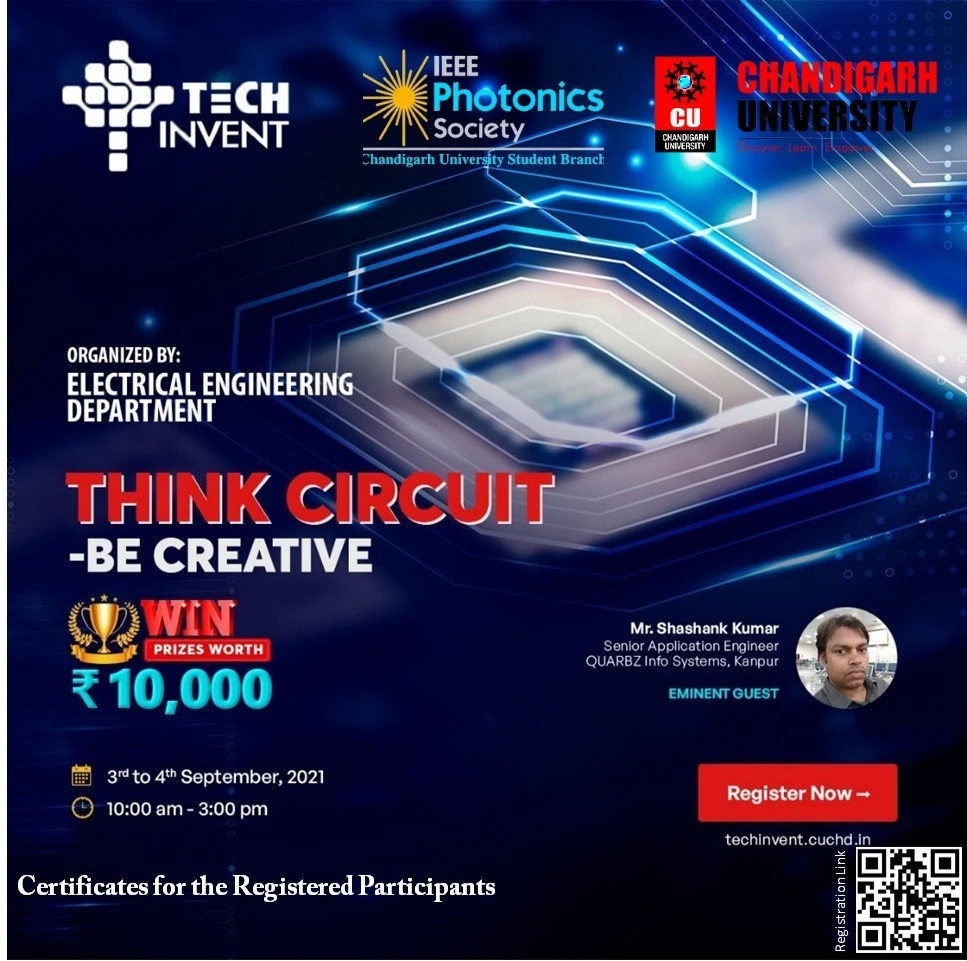 TECH
INVENT
IEEE
Photonics
Society
Chandigarh University Student Branch
CU
CHANDIGARH
UNIVERSITY
CHANDIGARH
UNIVERSITY
Discover. Learn. Empower.
ORGANIZED BY:
ELECTRICAL ENGINEERING
DEPARTMENT
THINK CIRCUIT
-BE CREATIVE
WIN
PRIZES WORTH
₹ 10,000
Mr. Shashank Kumar
Senior Application Engineer
QUARBZ Info Systems, Kanpur
EMINENT GUEST
3rd to 4th September, 2021
10:00 am - 3:00 pm
Register Now →
techinvent.cuchd.in
Registration Link
Certificates for the Registered Participants